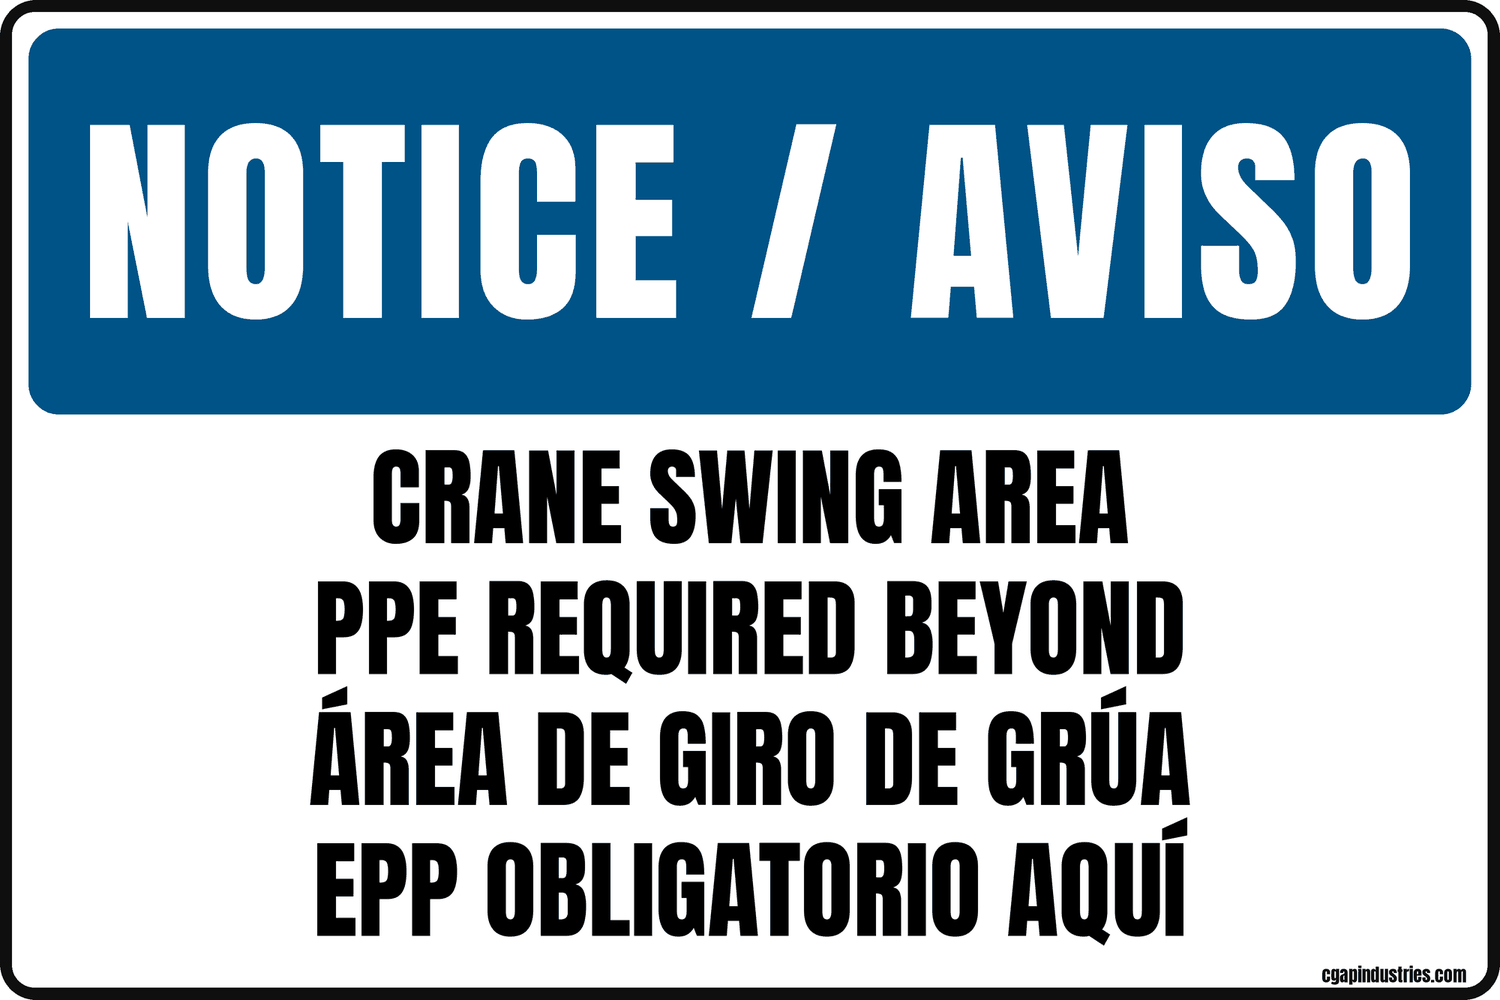 NOTICE / AVISO
CRANE SWING AREA
PPE REQUIRED BEYOND
ÁREA DE GIRO DE GRÚA
EPP OBLIGATORIO AQUÍ
cgapindustries.com